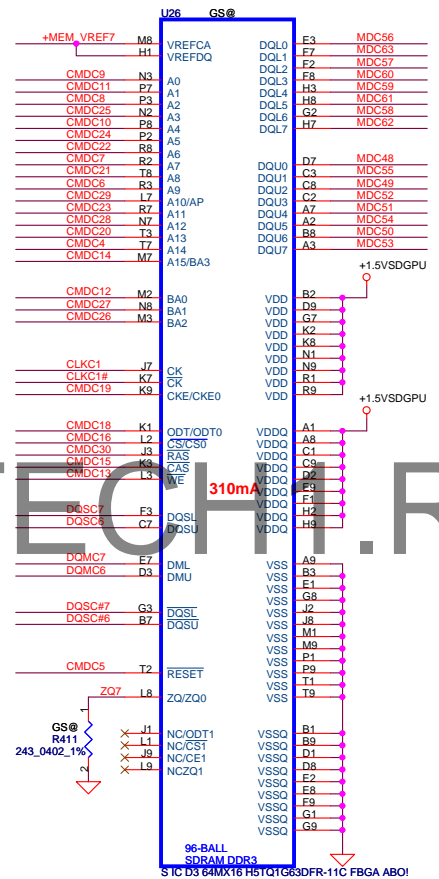 U26 GS@
+MEM_VREF7 M8 VREFCA E3 MDC56
DQL0
H1 VREFDQ DQL1 F7 MDC63
DQL2 F2 MDC57
CMDC9 N3 A0 DQL3 F8 MDC60
CMDC11 P7 A1 DQL4 H3 MDC59
CMDC8 P3 A2 DQL5 H8 MDC61
CMDC25 N2 A3 DQL6 G2 MDC58
CMDC10 P8 A4 DQL7 H7 MDC62
CMDC24 P2 A5
CMDC22 R8 A6
CMDC7 R2 A7 DQU0 D7 MDC48
CMDC21 T8 A8 DQU1 C3 MDC55
CMDC6 R3 A9 DQU2 C8 MDC49
CMDC29 L7 A10/AP DQU3 C2 MDC52
CMDC23 R7 A11 DQU4 A7 MDC51
CMDC28 N7 A12 DQU5 A2 MDC54
CMDC20 T3 A13 DQU6 B8 MDC50
CMDC4 T7 A14 DQU7 A3 MDC53
CMDC14 M7 A15/BA3
+1.5VSDGPU
CMDC12 M2 BA0 VDD B2
CMDC27 N8 BA1 VDD D9
CMDC26 M3 BA2 VDD G7
VDD K2
VDD K8
VDD N1
CLKC1 J7 CK VDD N9
CLKC1# K7 CK VDD R1
CMDC19 K9 CKE/CKE0 VDD R9
+1.5VSDGPU
CMDC18 K1 ODT/ODT0 VDDQ A1
CMDC16 L2 CS/CS0 VDDQ A8
CMDC30 J3 RAS VDDQ C1
CMDC15 K3 CAS VDDQ C9
CMDC13 L3 WE VDDQ D2
310mA VDDQ E9
VDDQ F1
DQSC7 F3 DQSL VDDQ H2
DQSC6 C7 DQSU VDDQ H9
TECH1.R
DQMC7 E7 DML VSS A9
DQMC6 D3 DMU VSS B3
VSS E1
VSS G8
DQSC#7 G3 DQSL VSS J2
DQSC#6 B7 DQSU VSS J8
VSS M1
VSS M9
VSS P1
CMDC5 T2 RESET VSS P9
VSS T1
ZQ7 L8 ZQ/ZQ0 VSS T9
1
GS@
R411
243_0402_1%
2
J1 NC/ODT1 VSSQ B1
L1 NC/CS1 VSSQ B9
J9 NC/CE1 VSSQ D1
L9 NCZQ1 VSSQ D8
VSSQ E2
VSSQ E8
VSSQ F9
VSSQ G1
VSSQ G9
96-BALL
SDRAM DDR3
S IC D3 64MX16 H5TQ1G63DFR-11C FBGA ABO!